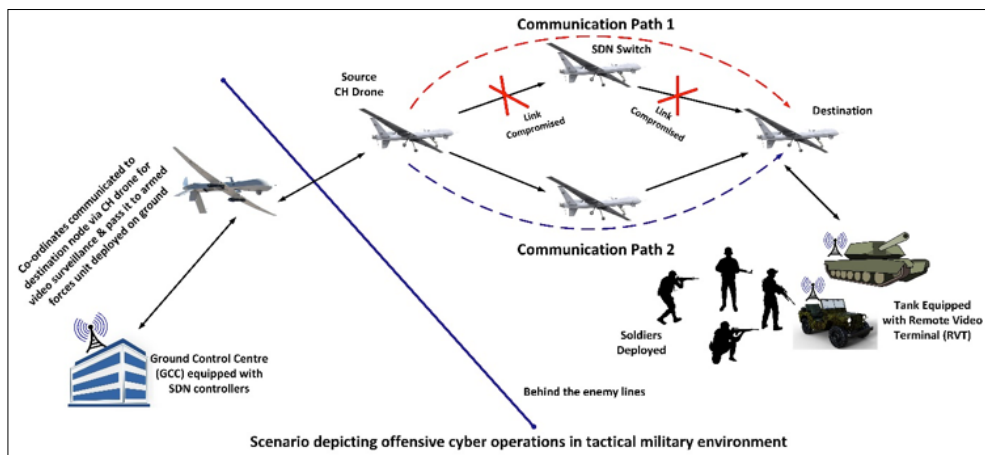 Communication Path 1
SDN Switch
Source
CH Drone
Link
Compromised
Link
Compromised
Destination
Co-ordinates communicated to
destination node via CH drone for
video surveillance & pass it to armed
forces unit deployed on ground
Communication Path 2
Ground Control Centre
(GCC) equipped with
SDN controllers
Soldiers
Deployed
Tank Equipped
with Remote Video
Terminal (RVT)
Behind the enemy lines
Scenario depicting offensive cyber operations in tactical military environment